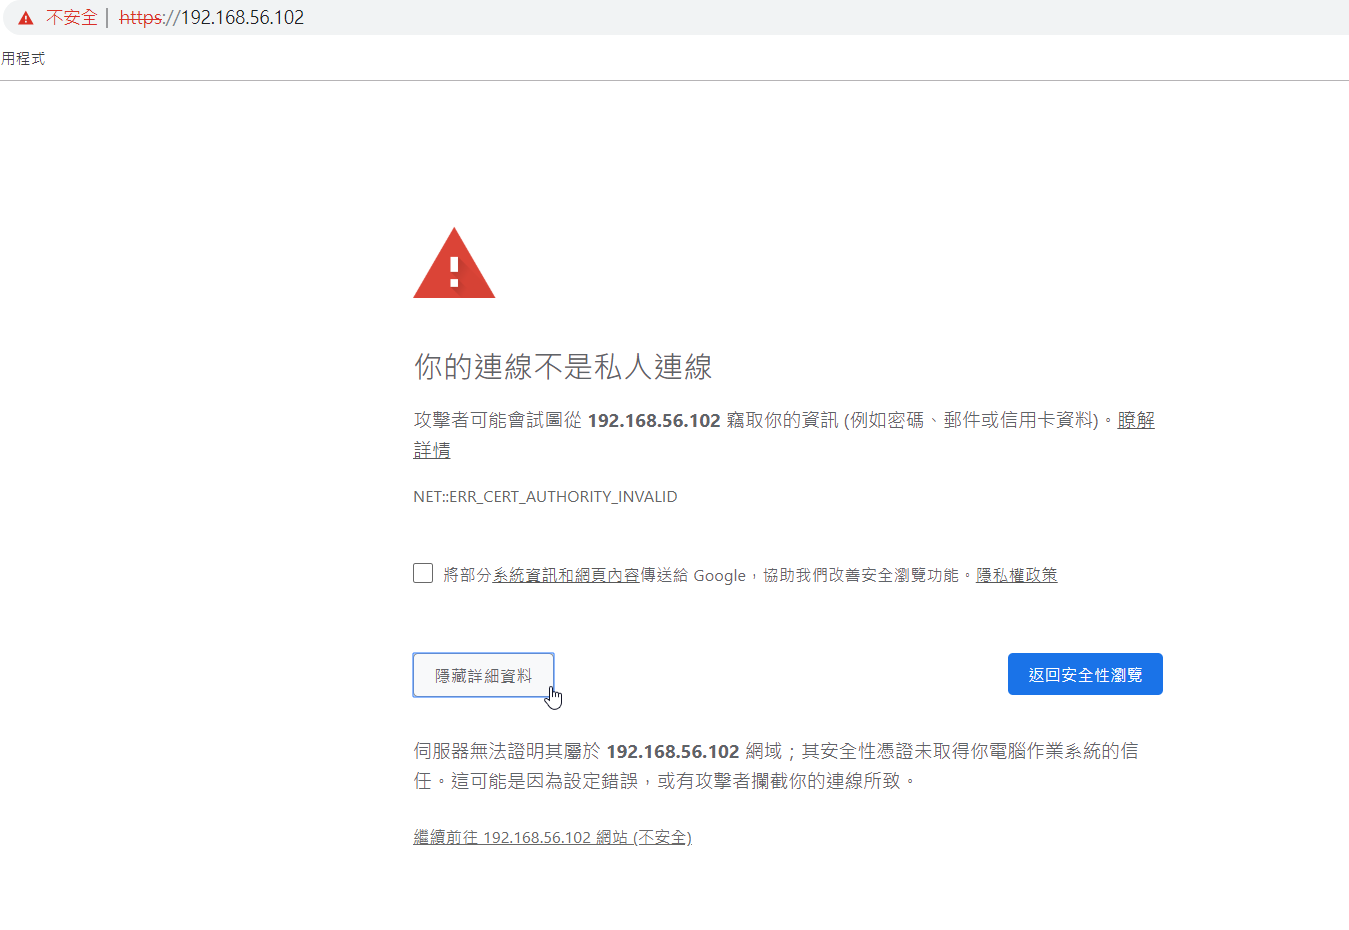 不安全 | https://192.168.56.102
用程式
你的連線不是私人連線
攻擊者可能會試圖從 192.168.56.102 竊取你的資訊 (例如密碼、郵件或信用卡資料)。瞭解
詳情
NET::ERR_CERT_AUTHORITY_INVALID
將部分系統資訊和網頁內容傳送給 Google，協助我們改善安全瀏覽功能。隱私權政策
隱藏詳細資料
返回安全性瀏覽
伺服器無法證明其屬於 192.168.56.102 網域；其安全性憑證未取得你電腦作業系統的信
任。這可能是因為設定錯誤，或有攻擊者攔截你的連線所致。
繼續前往 192.168.56.102 網站 (不安全)